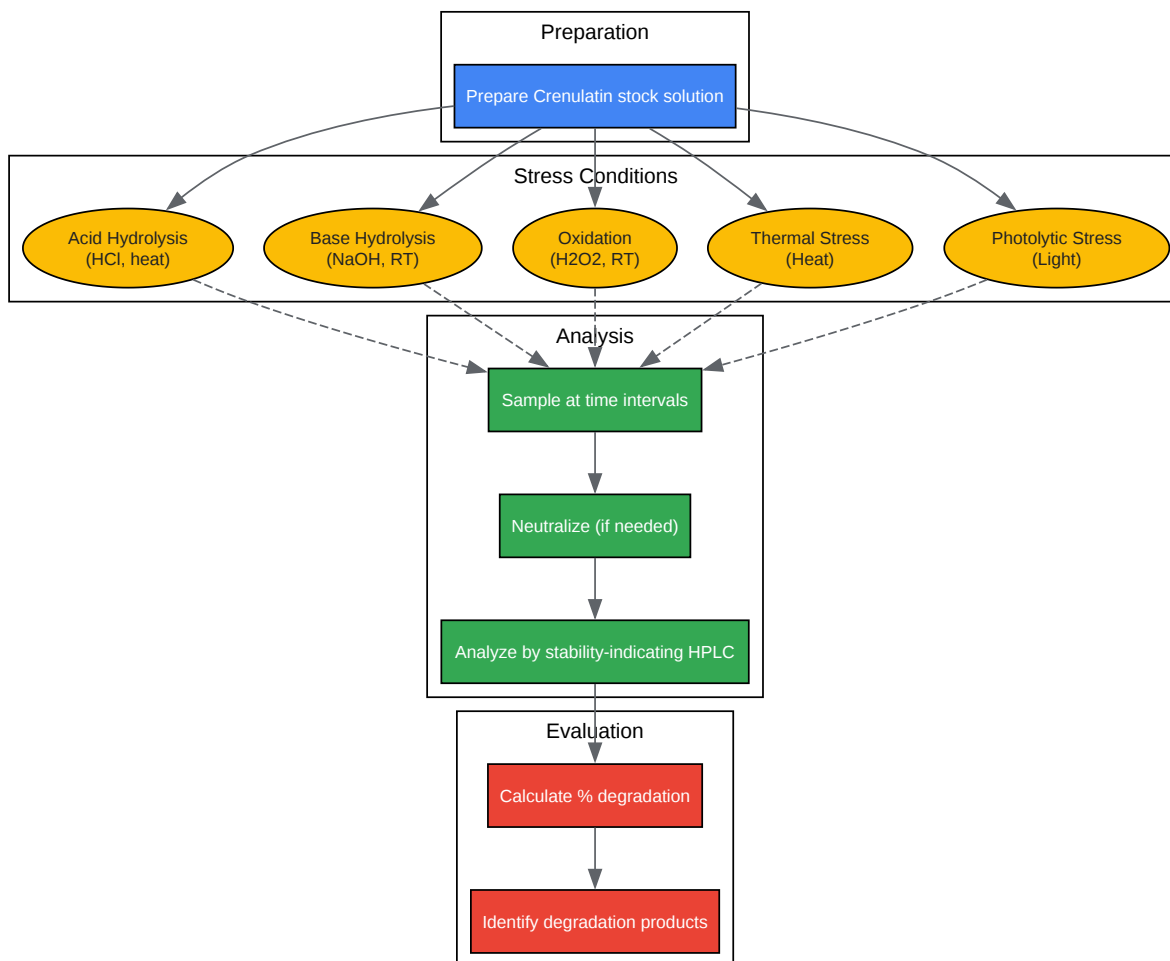 Preparation
Prepare Crenulatin stock solution
Stress Conditions
Acid Hydrolysis
(HCl, heat)
Base Hydrolysis
(NaOH, RT)
Oxidation
(H2O2, RT)
Thermal Stress
(Heat)
Photolytic Stress
(Light)
Analysis
Sample at time intervals
Neutralize (if needed)
Analyze by stability-indicating HPLC
Evaluation
Calculate % degradation
Identify degradation products